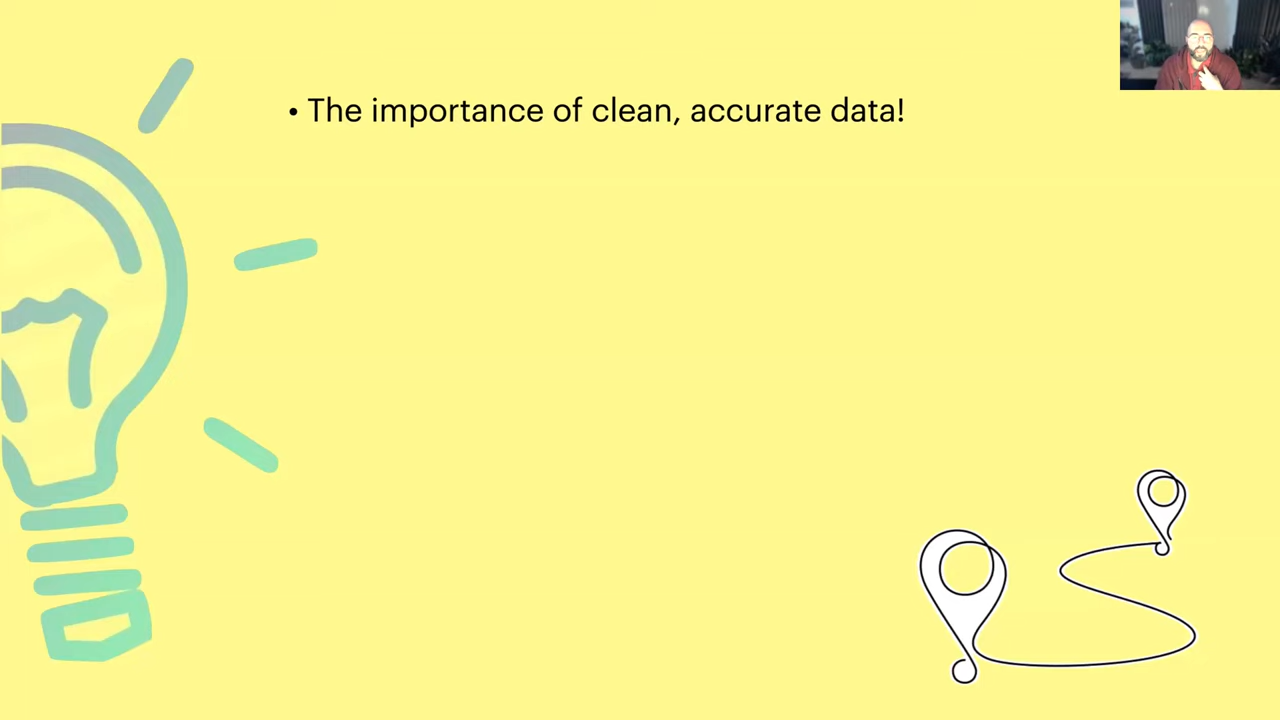 • The importance of clean, accurate data!